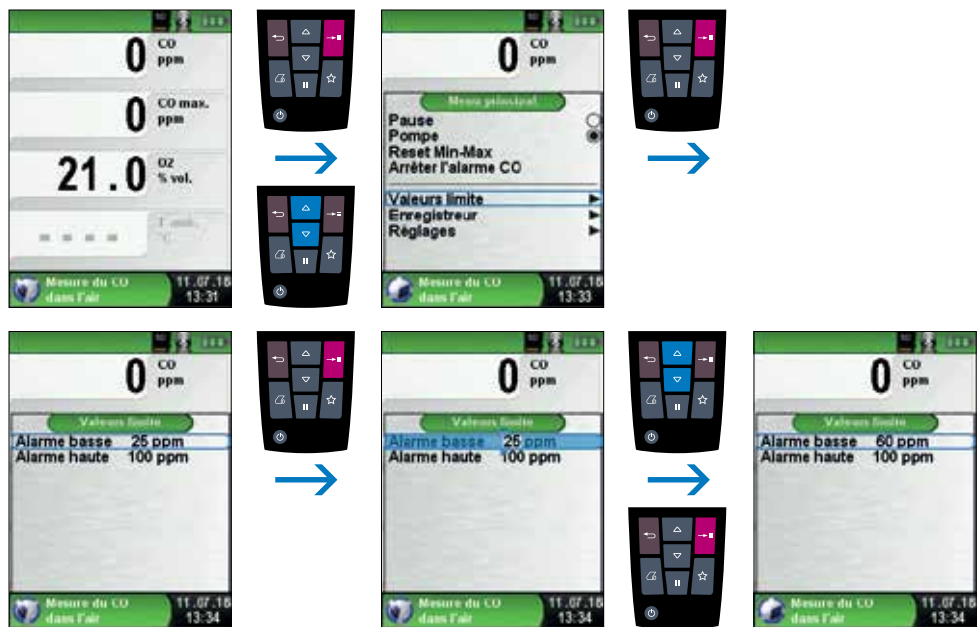 0 CO
ppm
0 CO max.
ppm
21.0 O2
% vol.
- - - -
°C
Mesure du CO
dans l'air
11.07.16
13:31
0 CO
ppm
Menu principal
Pause
Pompe
Reset Min-Max
Arrêter l'alarme CO
Valeurs limite
Enregistreur
Réglages
Mesure du CO
dans l'air
11.07.16
13:33
0 CO
ppm
Valeurs limite
Alarme basse 25 ppm
Alarme haute 100 ppm
Mesure du CO
dans l'air
11.07.16
13:34
0 CO
ppm
Valeurs limite
Alarme basse 25 ppm
Alarme haute 100 ppm
Mesure du CO
dans l'air
11.07.16
13:34
0 CO
ppm
Valeurs limite
Alarme basse 60 ppm
Alarme haute 100 ppm
Mesure du CO
dans l'air
11.07.16
13:34